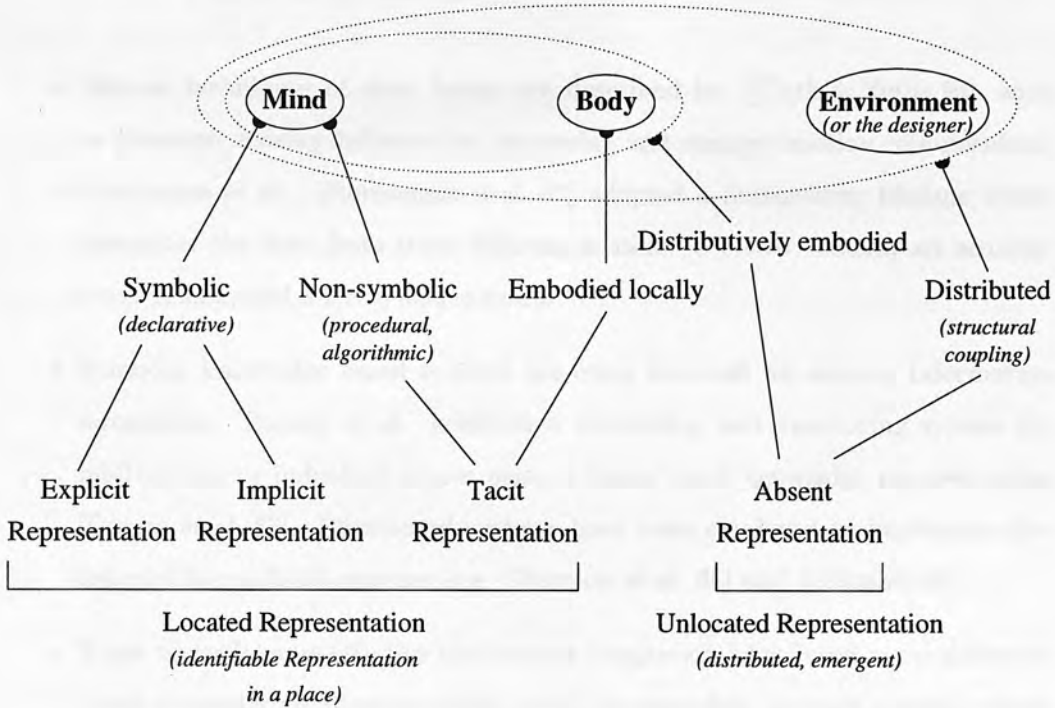 Mind
Body
Environment
(or the designer)
Distributively embodied
Symbolic
(declarative)
Non-symbolic
(procedural,
algorithmic)
Embodied locally
Distributed
(structural
coupling)
Explicit
Representation
Implicit
Representation
Tacit
Representation
Absent
Representation
Located Representation
(identifiable Representation
in a place)
Unlocated Representation
(distributed, emergent)